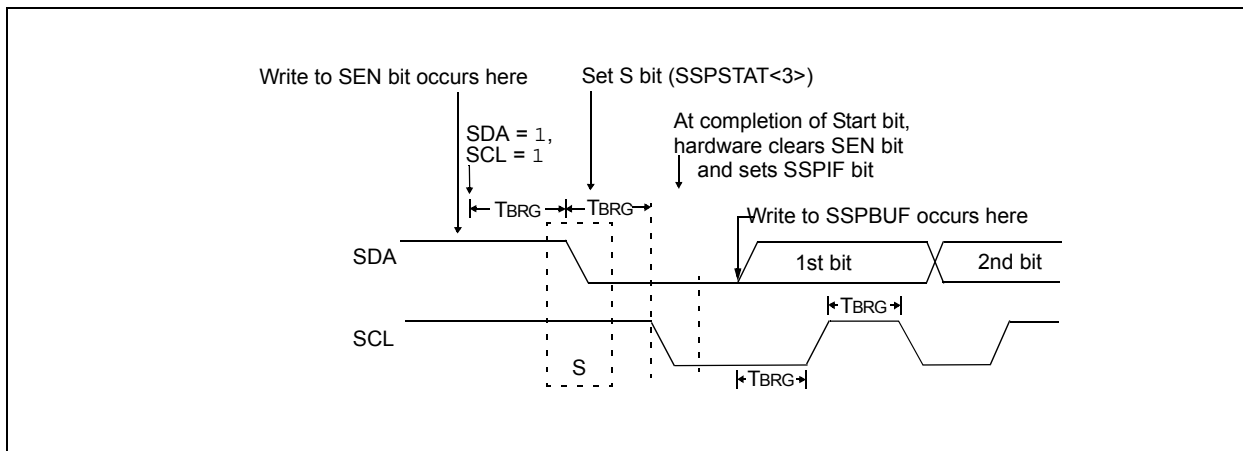 Write to SEN bit occurs here
Set S bit (SSPSTAT<3>)
SDA = 1,
SCL = 1
At completion of Start bit,
hardware clears SEN bit
and sets SSPIF bit
TBRG
TBRG
Write to SSPBUF occurs here
SDA
1st bit
2nd bit
TBRG
SCL
S
TBRG